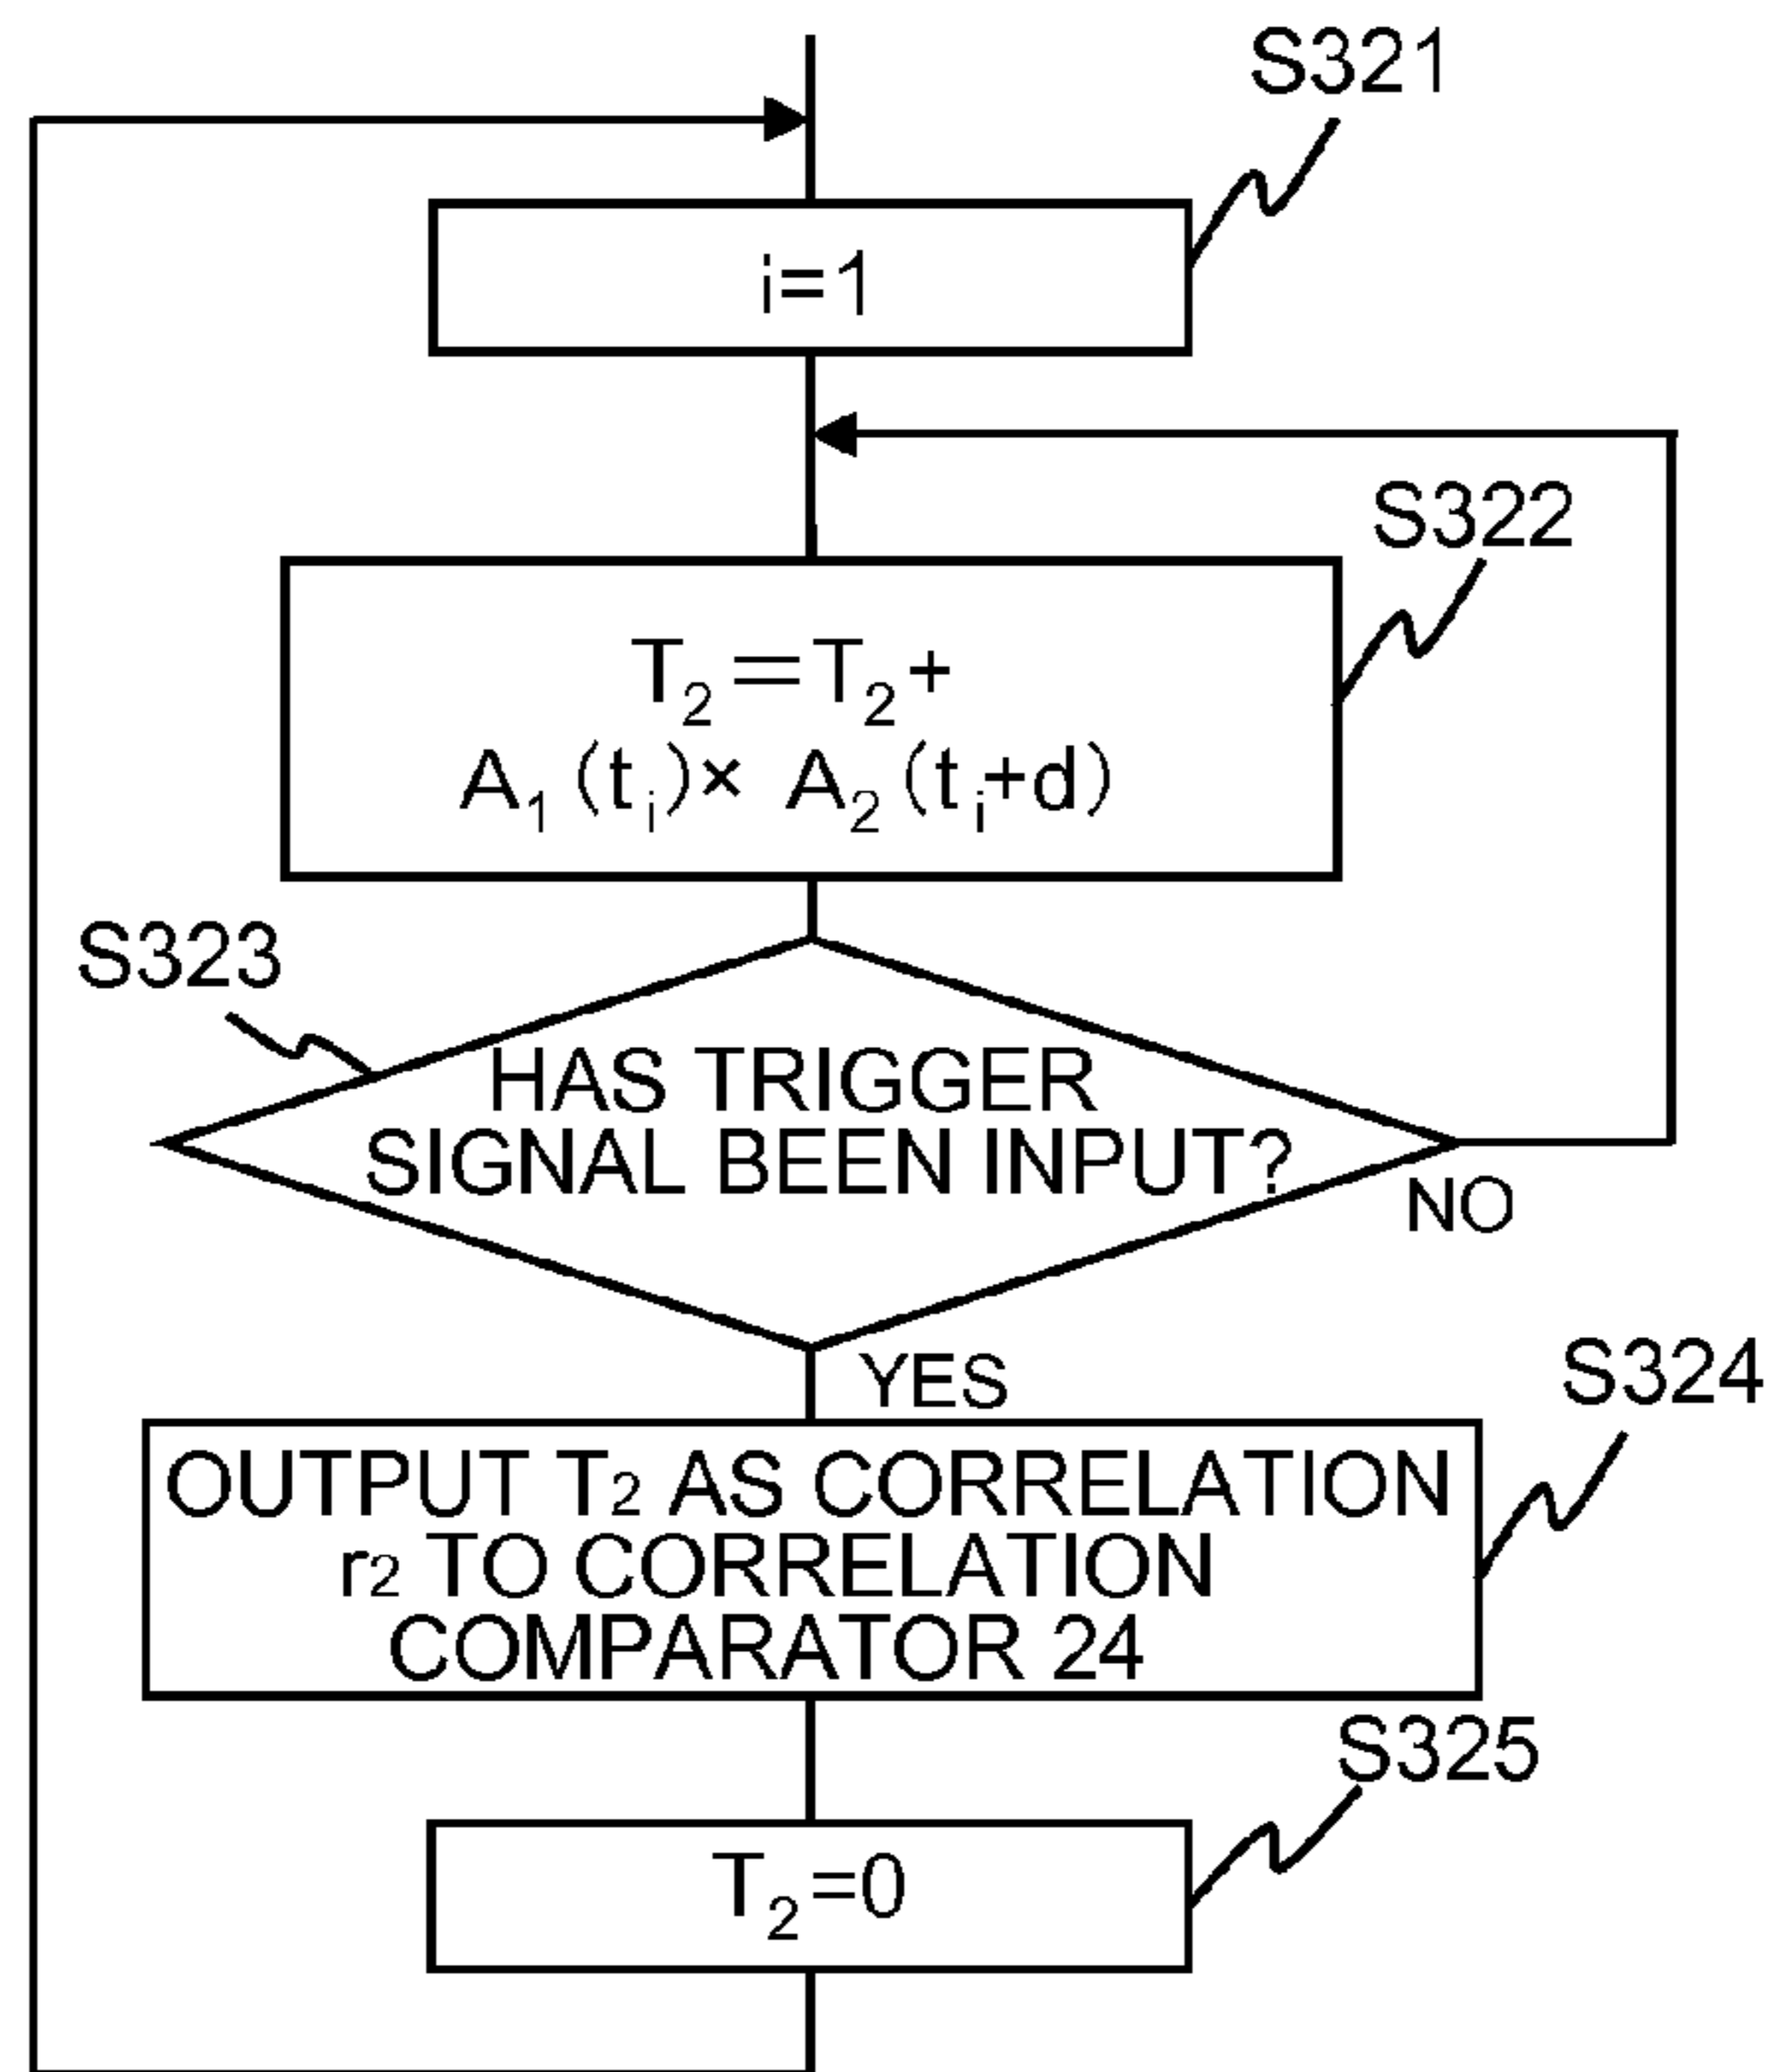 S321
i=1
S322
T₂=T₂+
A₁(tᵢ)× A₂(tᵢ+d)
S323
HAS TRIGGER
SIGNAL BEEN INPUT?
NO
YES
S324
OUTPUT T₂ AS CORRELATION
r₂ TO CORRELATION
COMPARATOR 24
S325
T₂=0